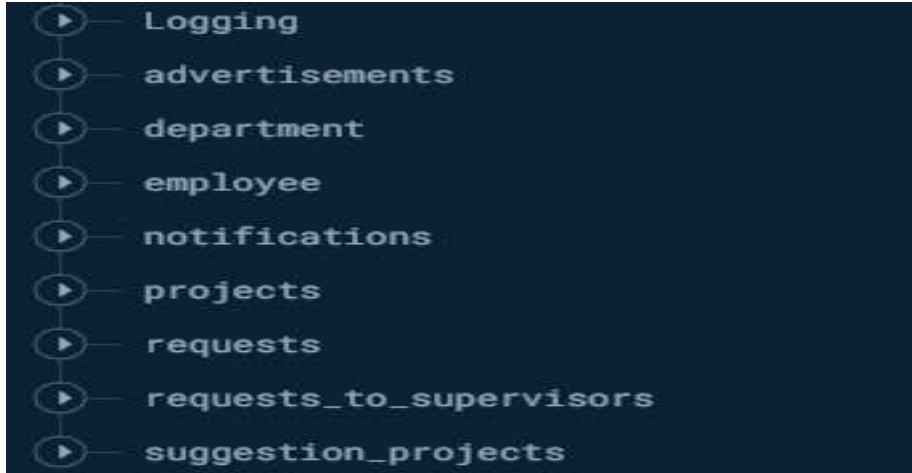 Logging
advertisements
department
employee
notifications
projects
requests
requests_to_supervisors
suggestion_projects